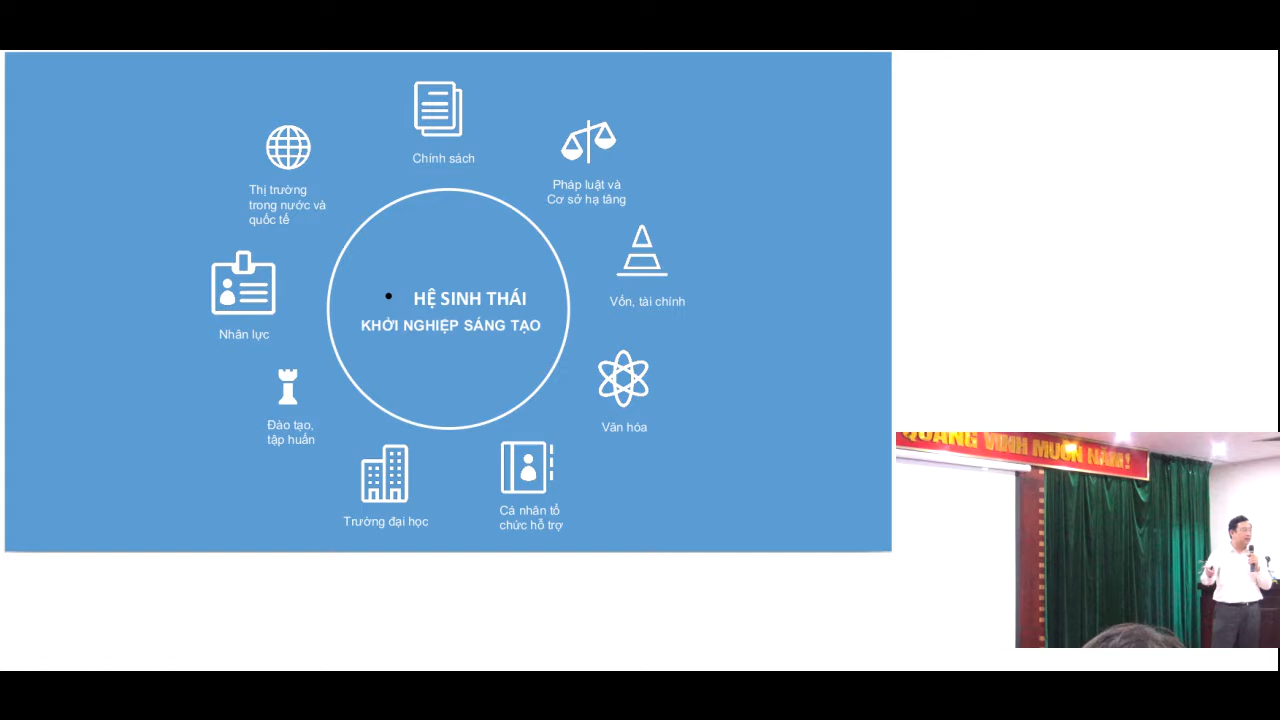 Chính sách
Pháp luật và
Cơ sở hạ tầng
Thị trường
trong nước và
quốc tế
Vốn, tài chính
HỆ SINH THÁI
KHỞI NGHIỆP SÁNG TẠO
Nhân lực
Văn hóa
Đào tạo,
tập huấn
Cá nhân tổ
chức hỗ trợ
Trường đại học
QUANG VINH MUÔN NĂM!